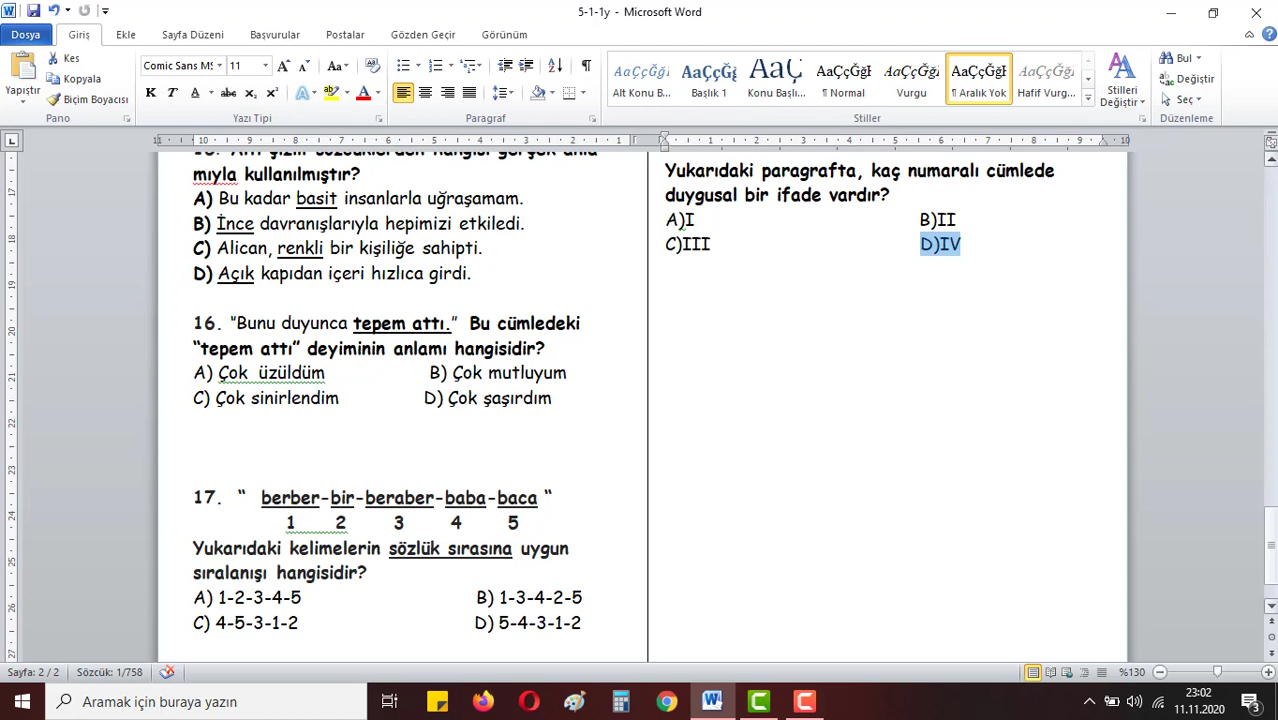 5-1-1y - Microsoft Word
Dosya Giriş Ekle Sayfa Düzeni Başvurular Postalar Gözden Geçir Görünüm
Yapıştır
Kes
Kopyala
Biçim Boyacısı
Pano
Comic Sans MS 11
Yazı Tipi
Paragraf
AaÇçĞğ AaÇçĞğ AaÇç AaÇçĞğH AaÇçĞğ AaÇçĞğH AaÇçĞğ
Alt Konu B... Başlık 1 Konu Başlı... ¶ Normal Vurgu ¶ Aralık Yok Hafif Vurg...
Stilleri Değiştir
Stiller
Bul
Değiştir
Seç
Düzenleme
mıyla kullanılmıştır?
A) Bu kadar basit insanlarla uğraşamam.
B) İnce davranışlarıyla hepimizi etkiledi.
C) Alican, renkli bir kişiliğe sahipti.
D) Açık kapıdan içeri hızlıca girdi.
16. "Bunu duyunca tepem attı." Bu cümledeki
“tepem attı” deyiminin anlamı hangisidir?
A) Çok üzüldüm B) Çok mutluyum
C) Çok sinirlendim D) Çok şaşırdım
17. “ berber-bir-beraber-baba-baca “
1 2 3 4 5
Yukarıdaki kelimelerin sözlük sırasına uygun
sıralanışı hangisidir?
A) 1-2-3-4-5 B) 1-3-4-2-5
C) 4-5-3-1-2 D) 5-4-3-1-2
Yukarıdaki paragrafta, kaç numaralı cümlede
duygusal bir ifade vardır?
A)I B)II
C)III D)IV
Sayfa: 2 / 2 Sözcük: 1/758 %130
Aramak için buraya yazın
23:02
11.11.2020
3